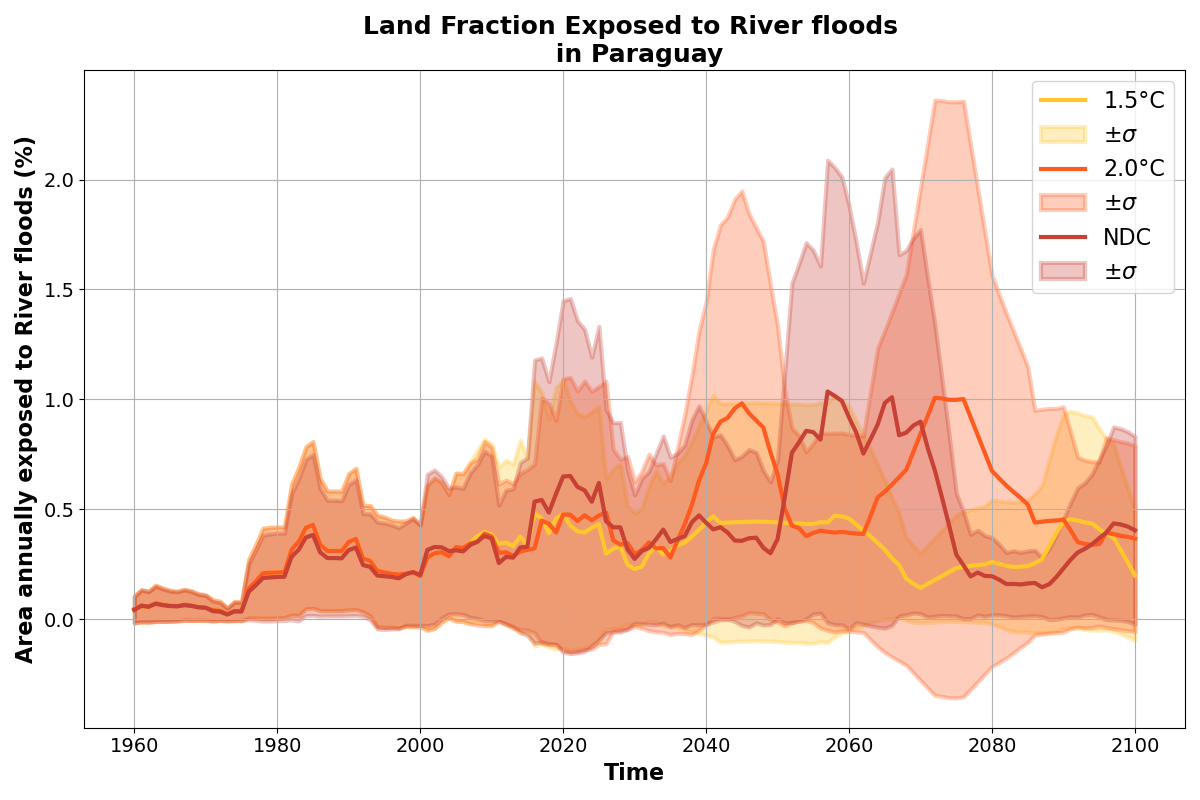 Land Fraction Exposed to River floods
in Paraguay
Area annually exposed to River floods (%)
2.0
1.5
1.0
0.5
0.0
1960 1980 2000 2020 2040 2060 2080 2100
Time
1.5°C
±σ
2.0°C
±σ
NDC
±σ